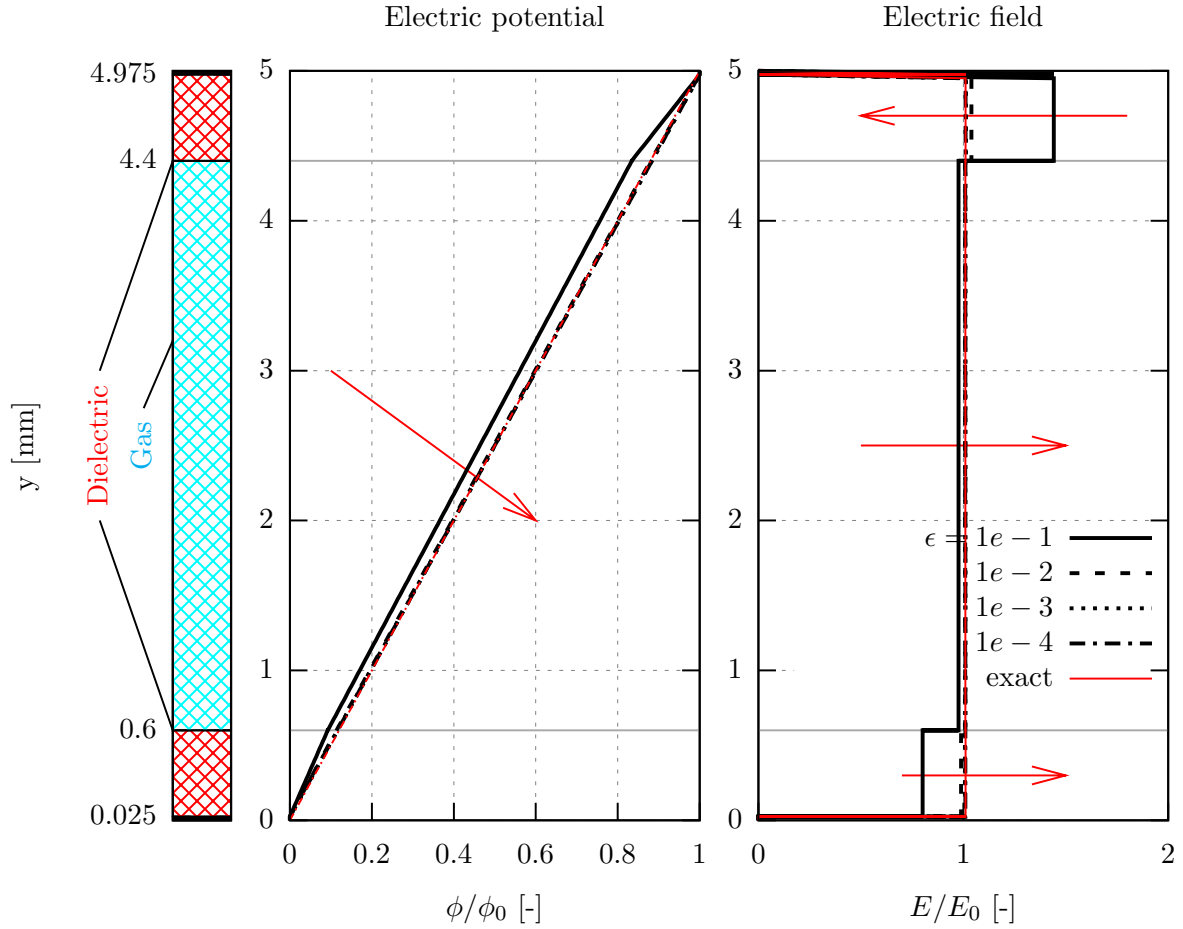 Electric potential
Electric field
y [mm]
4.975
4.4
0.6
0.025
Dielectric
Gas
5
4
3
2
1
0
0
0.2
0.4
0.6
0.8
1
ϕ/ϕ₀ [-]
5
4
3
2
1
0
0
1
2
E/E₀ [-]
ϵ = 1e − 1
1e − 2
1e − 3
1e − 4
exact